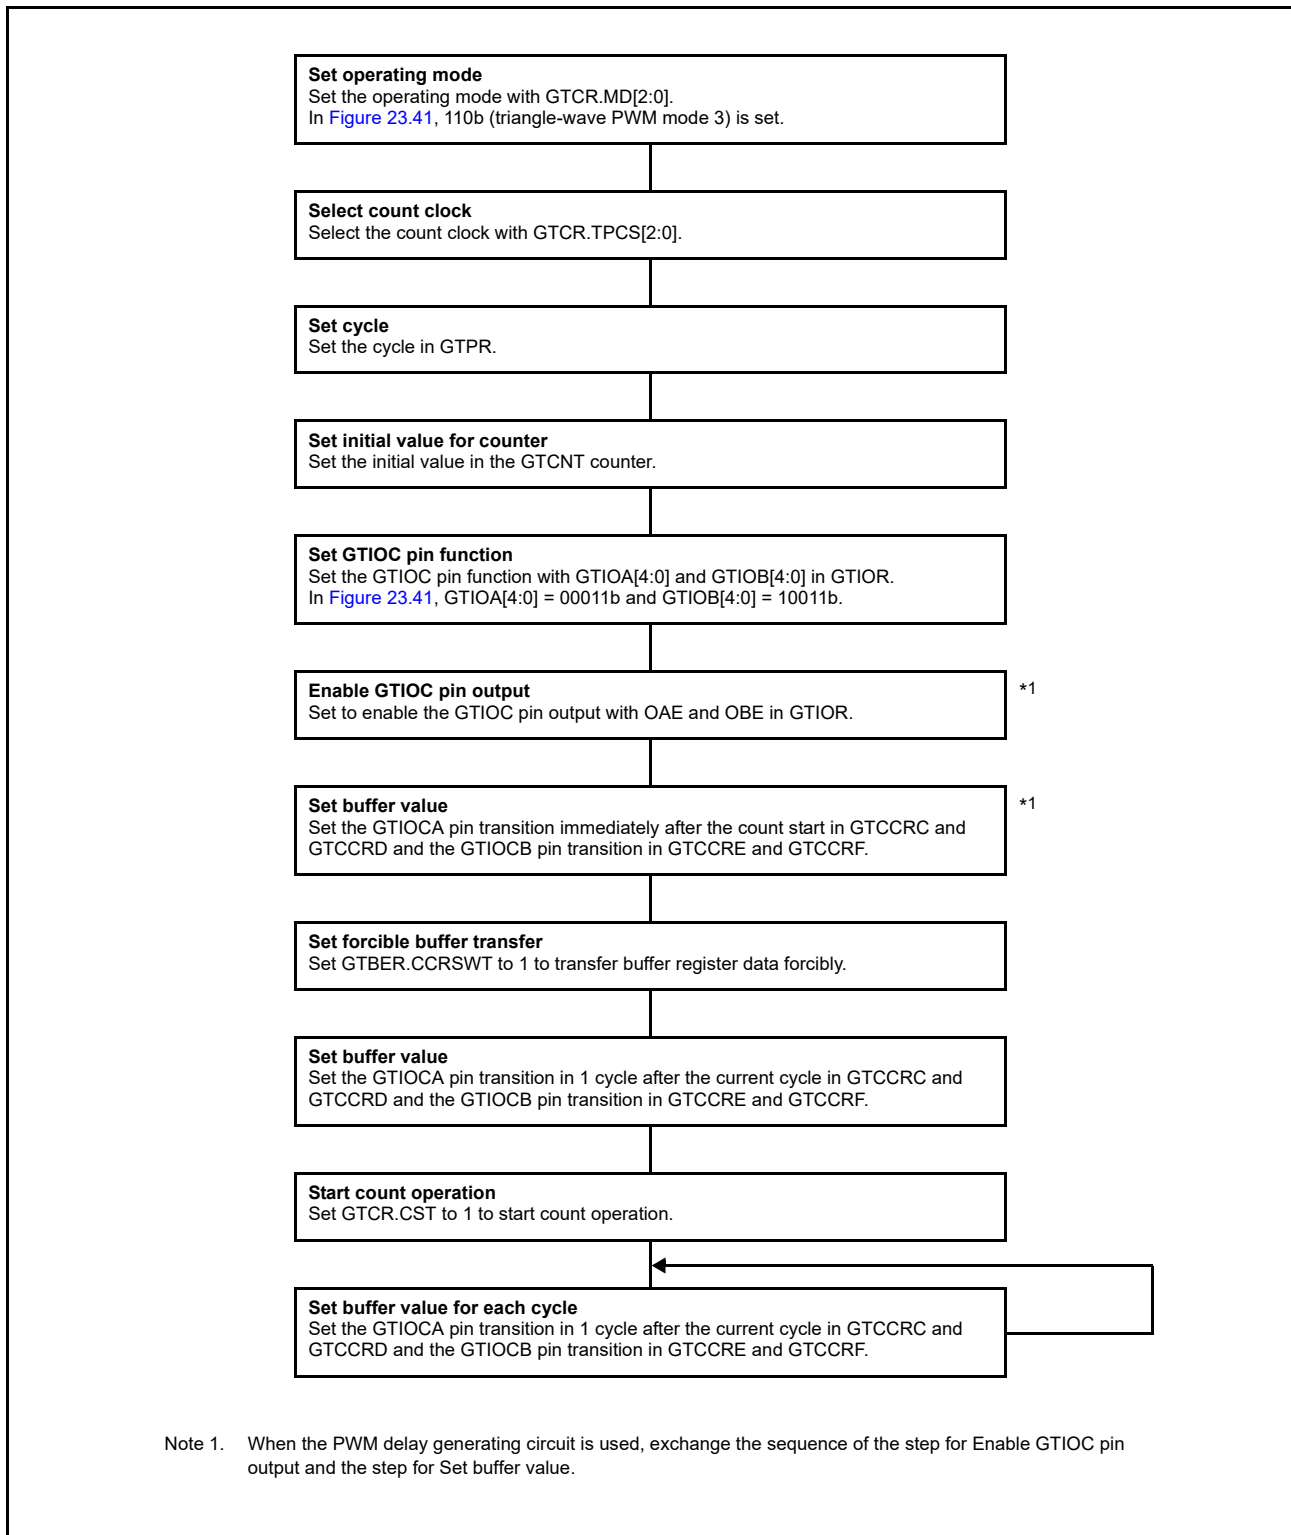 Set operating mode
Set the operating mode with GTCR.MD[2:0].
In Figure 23.41, 110b (triangle-wave PWM mode 3) is set.
Select count clock
Select the count clock with GTCR.TPCS[2:0].
Set cycle
Set the cycle in GTPR.
Set initial value for counter
Set the initial value in the GTCNT counter.
Set GTIOC pin function
Set the GTIOC pin function with GTIOA[4:0] and GTIOB[4:0] in GTIOR.
In Figure 23.41, GTIOA[4:0] = 00011b and GTIOB[4:0] = 10011b.
Enable GTIOC pin output
Set to enable the GTIOC pin output with OAE and OBE in GTIOR.
*1
Set buffer value
Set the GTIOCA pin transition immediately after the count start in GTCCRC and
GTCCRD and the GTIOCB pin transition in GTCCRE and GTCCRF.
*1
Set forcible buffer transfer
Set GTBER.CCRSWT to 1 to transfer buffer register data forcibly.
Set buffer value
Set the GTIOCA pin transition in 1 cycle after the current cycle in GTCCRC and
GTCCRD and the GTIOCB pin transition in GTCCRE and GTCCRF.
Start count operation
Set GTCR.CST to 1 to start count operation.
Set buffer value for each cycle
Set the GTIOCA pin transition in 1 cycle after the current cycle in GTCCRC and
GTCCRD and the GTIOCB pin transition in GTCCRE and GTCCRF.
Note 1. When the PWM delay generating circuit is used, exchange the sequence of the step for Enable GTIOC pin
output and the step for Set buffer value.